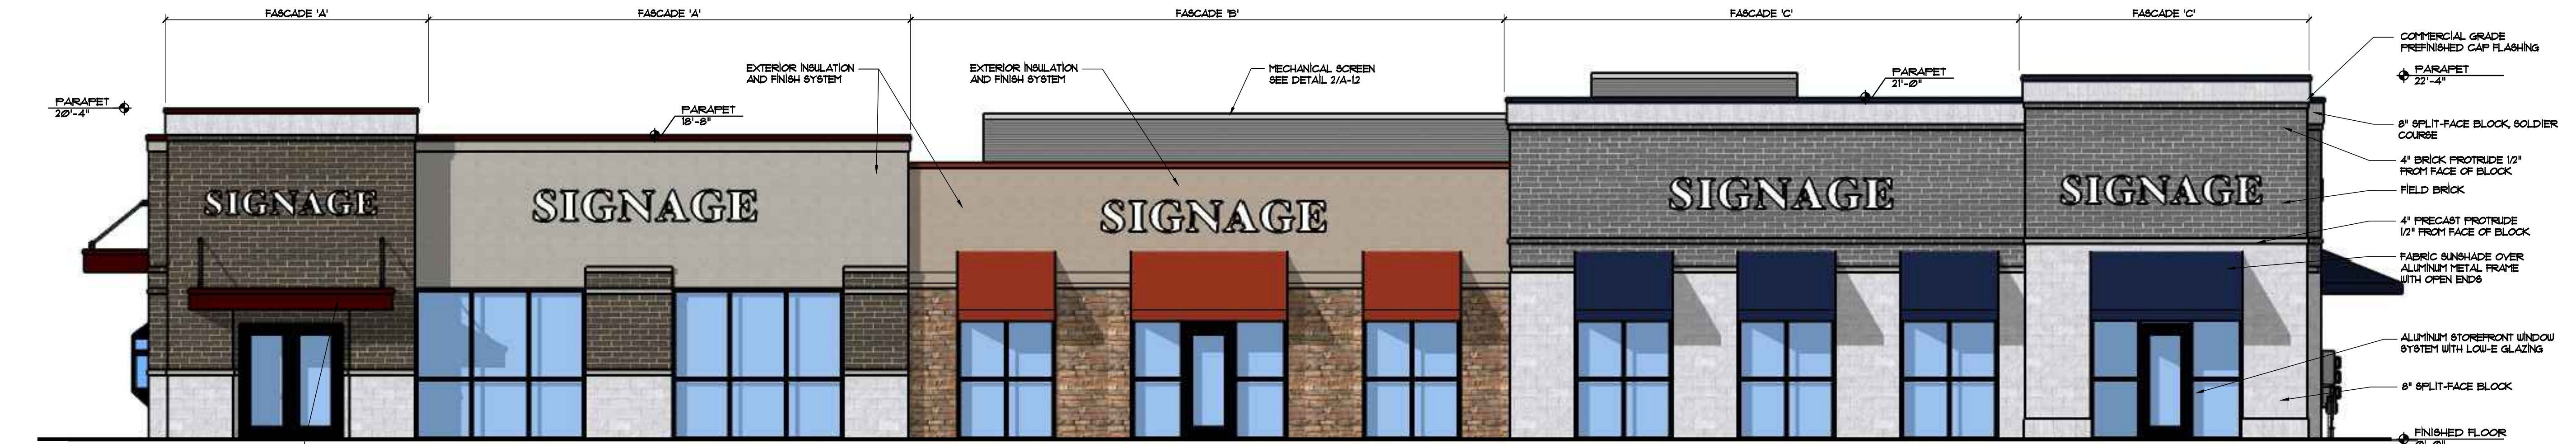 FASCADE 'A'
FASCADE 'A'
FASCADE 'B'
FASCADE 'C'
FASCADE 'C'
COMMERCIAL GRADE
PREFINISHED CAP FLASHING
EXTERIOR INSULATION
AND FINISH SYSTEM
EXTERIOR INSULATION
AND FINISH SYSTEM
MECHANICAL SCREEN
SEE DETAIL 2/A-1.2
PARAPET
21'-0"
PARAPET
22'-4"
PARAPET
20'-4"
PARAPET
18'-8"
8" SPLIT-FACE BLOCK, SOLDIER
COURSE
4" BRICK PROTRUDE 1/2"
FROM FACE OF BLOCK
FIELD BRICK
SIGNAGE
SIGNAGE
SIGNAGE
SIGNAGE
SIGNAGE
4" PRECAST PROTRUDE
1/2" FROM FACE OF BLOCK
FABRIC SUNSHADE OVER
ALUMINUM METAL FRAME
WITH OPEN ENDS
ALUMINUM STOREFRONT WINDOW
SYSTEM WITH LOW-E GLAZING
8" SPLIT-FACE BLOCK
FINISHED FLOOR